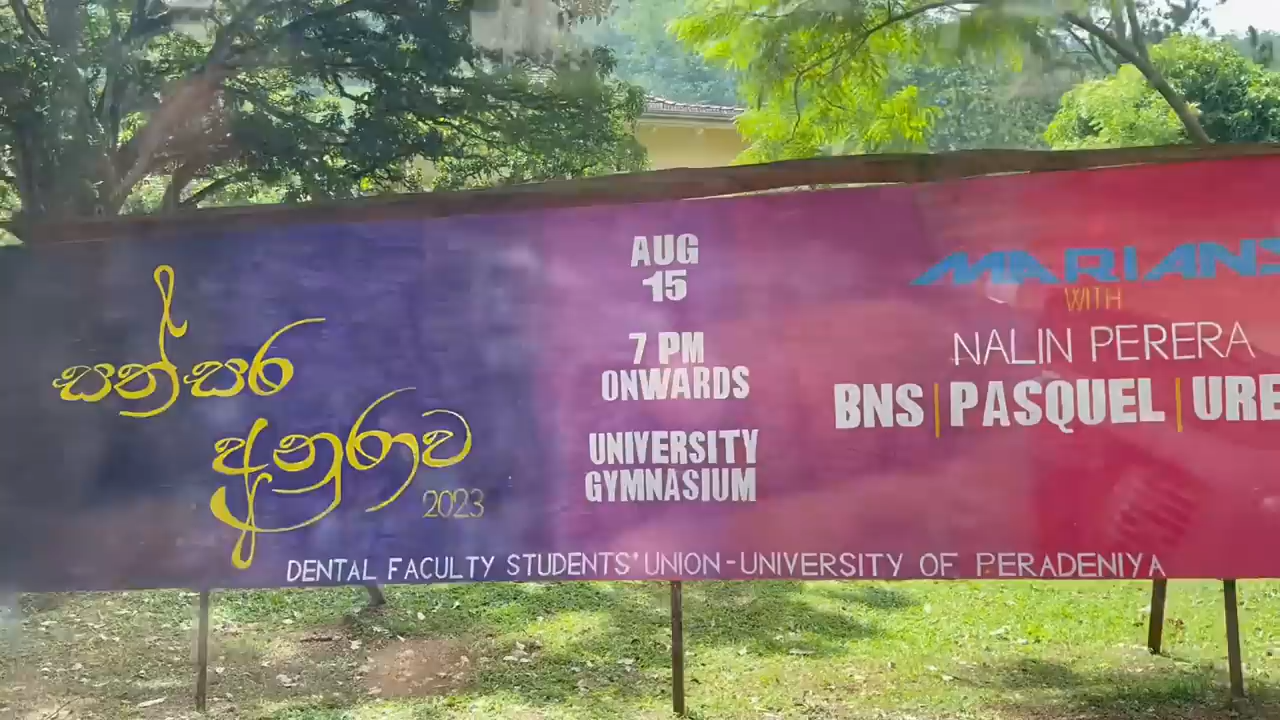 සත්සර
අනුරාව
2023
AUG
15
7 PM
ONWARDS
UNIVERSITY
GYMNASIUM
MARIANS
WITH
NALIN PERERA
BNS | PASQUEL |
DENTAL FACULTY STUDENTS' UNION - UNIVERSITY OF PERADENIYA